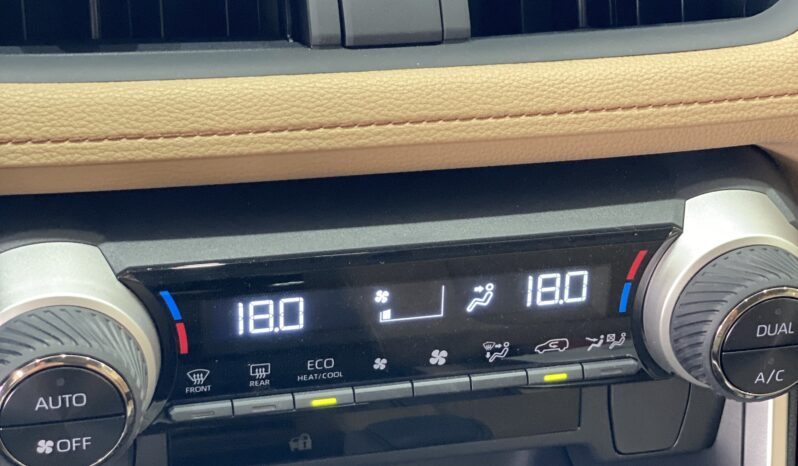 18.0
18.0
FRONT
REAR
ECO
HEAT/COOL
AUTO
OFF
DUAL
A/C